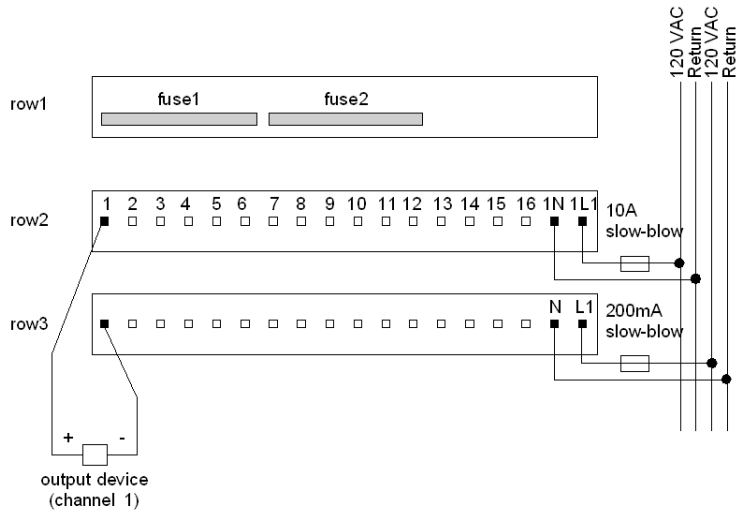 120 VAC
Return
120 VAC
Return
row1
fuse1
fuse2
row2
1 2 3 4 5 6 7 8 9 10 11 12 13 14 15 16 1N 1L1
10A
slow-blow
row3
N L1
200mA
slow-blow
+ -
output device
(channel 1)